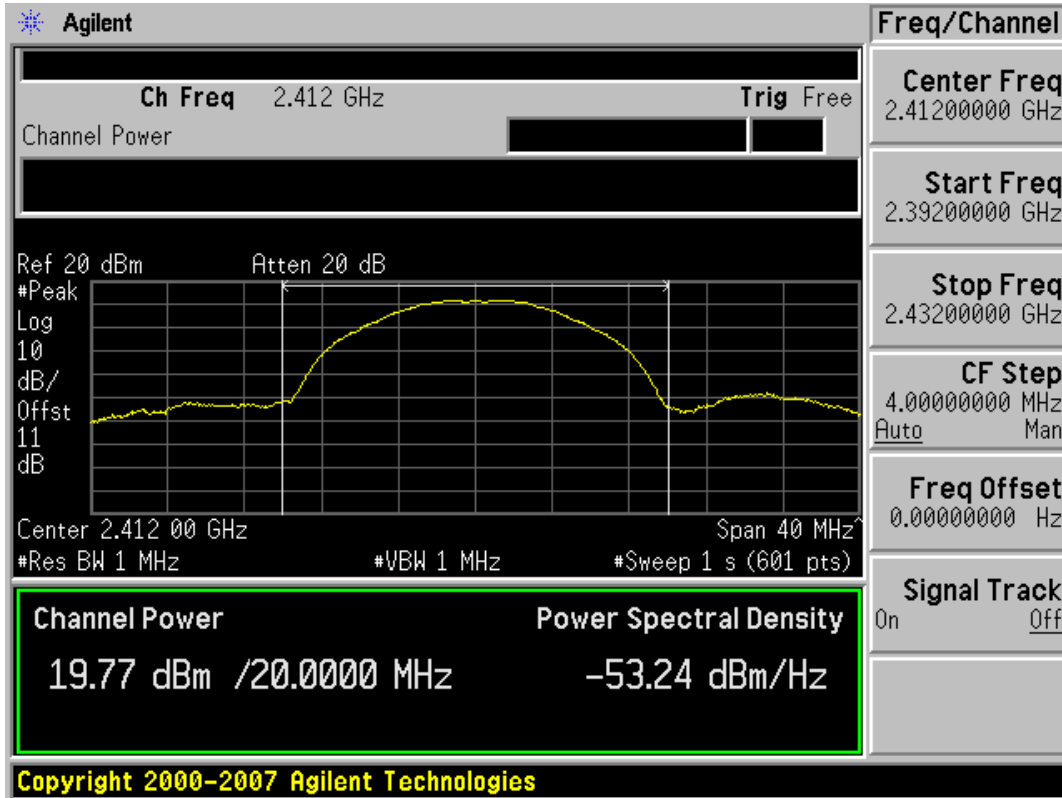 Agilent
Freq/Channel
Ch Freq 2.412 GHz Trig Free
Channel Power
Center Freq
2.41200000 GHz
Start Freq
2.39200000 GHz
Stop Freq
2.43200000 GHz
CF Step
4.00000000 MHz
Auto Man
Freq Offset
0.00000000 Hz
Signal Track
On Off
Ref 20 dBm Atten 20 dB
#Peak
Log
10
dB/
Offst
11
dB
Center 2.412 00 GHz Span 40 MHz^
#Res BW 1 MHz #VBW 1 MHz #Sweep 1 s (601 pts)
Channel Power Power Spectral Density
19.77 dBm /20.0000 MHz -53.24 dBm/Hz
Copyright 2000-2007 Agilent Technologies